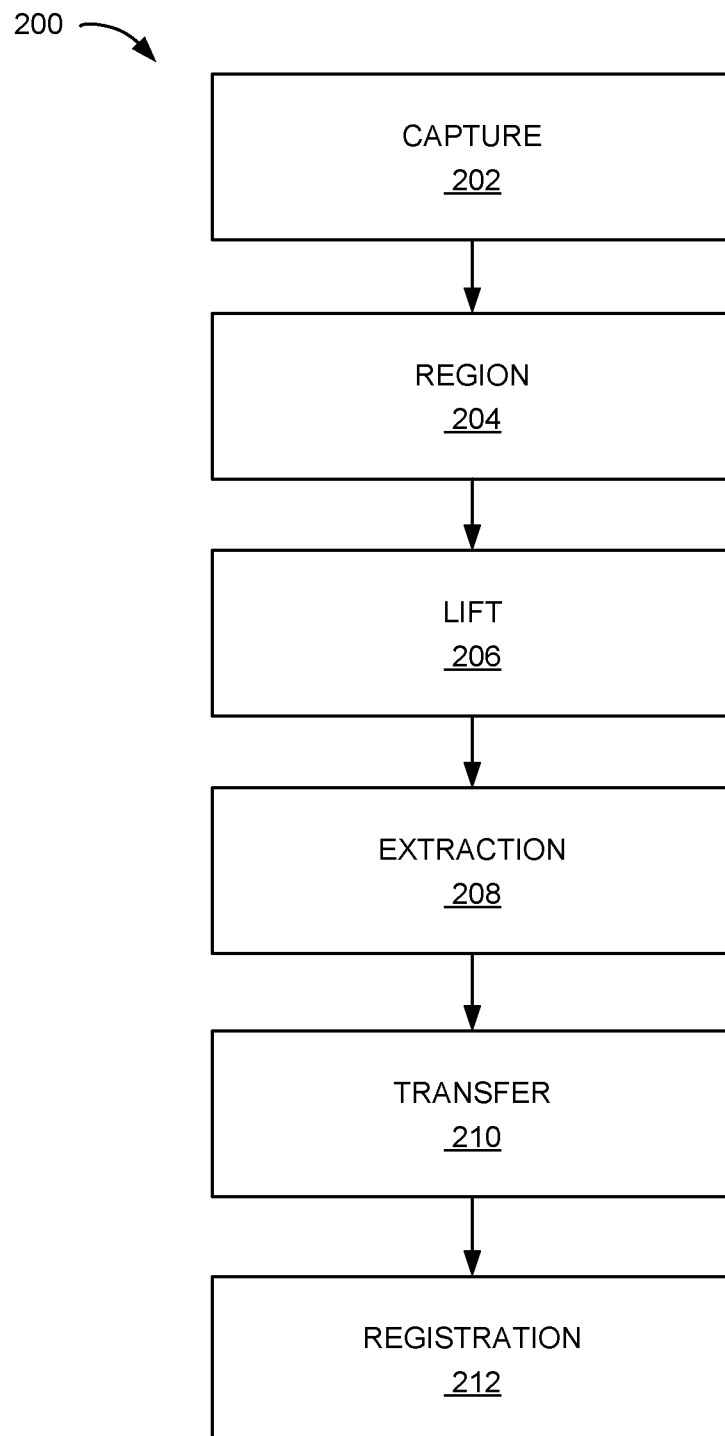 200
CAPTURE
202
REGION
204
LIFT
206
EXTRACTION
208
TRANSFER
210
REGISTRATION
212